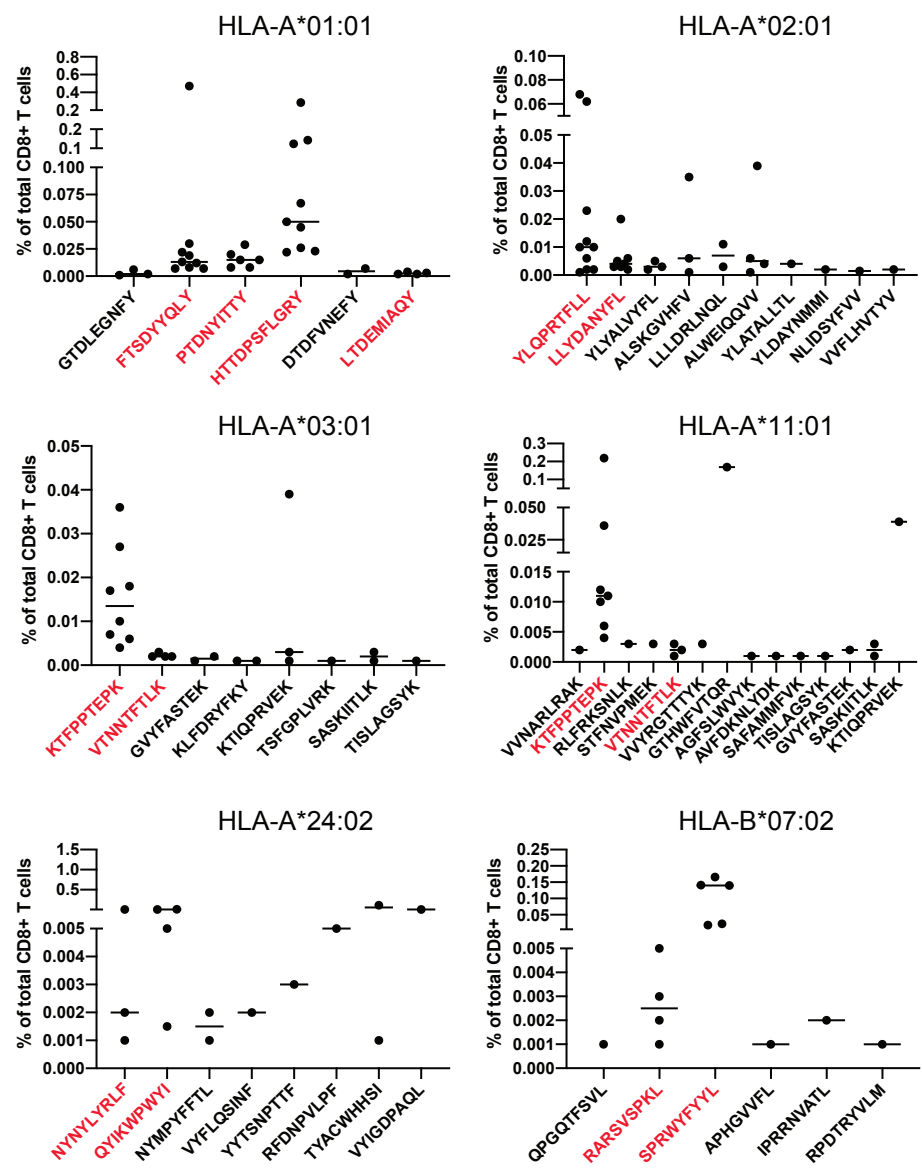 HLA-A*01:01
% of total CD8+ T cells
0.8
0.6
0.4
0.2
0.2
0.1
0.100
0.075
0.050
0.025
0.000
GTDLEGNFY
FTSDYYQLY
PTDNYITTY
HTTDPSFLGRY
DTDFVNEFY
LTDEMIAQY
HLA-A*02:01
% of total CD8+ T cells
0.10
0.08
0.06
0.05
0.04
0.03
0.02
0.01
0.00
YLQPRTFLL
LLYDANYFL
YLYALVYFL
ALSKGVHFV
LLLDRLNQL
ALWEIQQVV
YLATALLTL
YLDAYNMMI
NLIDSYFVV
VVFLHVTYV
HLA-A*03:01
% of total CD8+ T cells
0.05
0.04
0.03
0.02
0.01
0.00
KTFPPTEPK
VTNNTFTLK
GVYFASTEK
KLFDRYFKY
KTIQPRVEK
TSFGPLVRK
SASKIITLK
TISLAGSYK
HLA-A*11:01
% of total CD8+ T cells
0.3
0.2
0.1
0.050
0.025
0.015
0.010
0.005
0.000
VVNARLRAK
KTFPPTEPK
RLFRKSNLK
STFNVPMEK
VTNNTFTLK
VVYRGTTTYK
GTHWFVTQR
AGFSLWVYK
AVFDKNLYDK
SAFAMMFVK
TISLAGSYK
GVYFASTEK
SASKIITLK
KTIQPRVEK
HLA-A*24:02
% of total CD8+ T cells
1.5
1.0
0.5
0.005
0.004
0.003
0.002
0.001
0.000
NYNYLYRLF
QYIKWPWYI
NYMPYFFTL
VYFLQSINF
YYTSNPTTF
RFDNPVLPF
TYACWHHSI
VYIGDPAQL
HLA-B*07:02
% of total CD8+ T cells
0.25
0.20
0.15
0.10
0.05
0.005
0.004
0.003
0.002
0.001
0.000
QPGQTFSVL
RARSVSPKL
SPRWYFYYL
APHGVVFL
IPRRNVATL
RPDTRYVLM